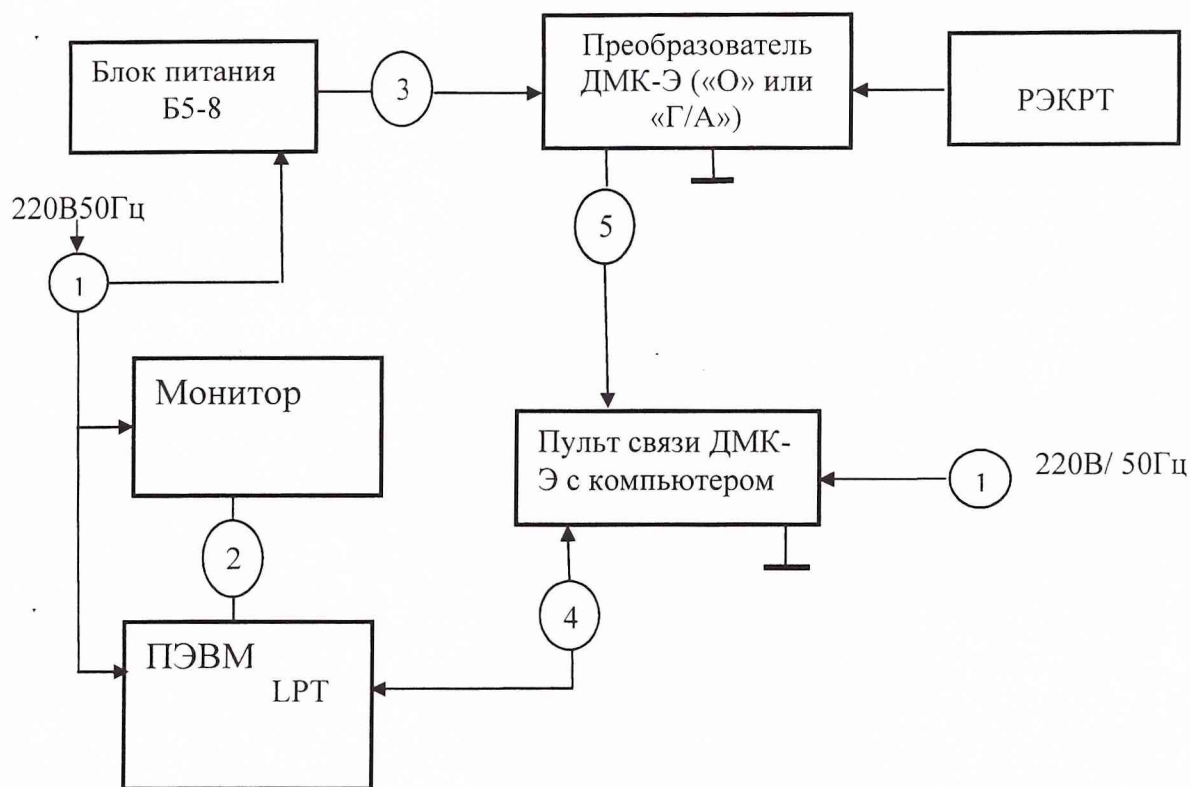 Блок питания
Б5-8
3
Преобразователь
ДМК-Э («О» или
«Г/А»)
РЭКРТ
220В50Гц
1
5
Монитор
Пульт связи ДМК-
Э с компьютером
1
220В/ 50Гц
2
4
ПЭВМ
LPT